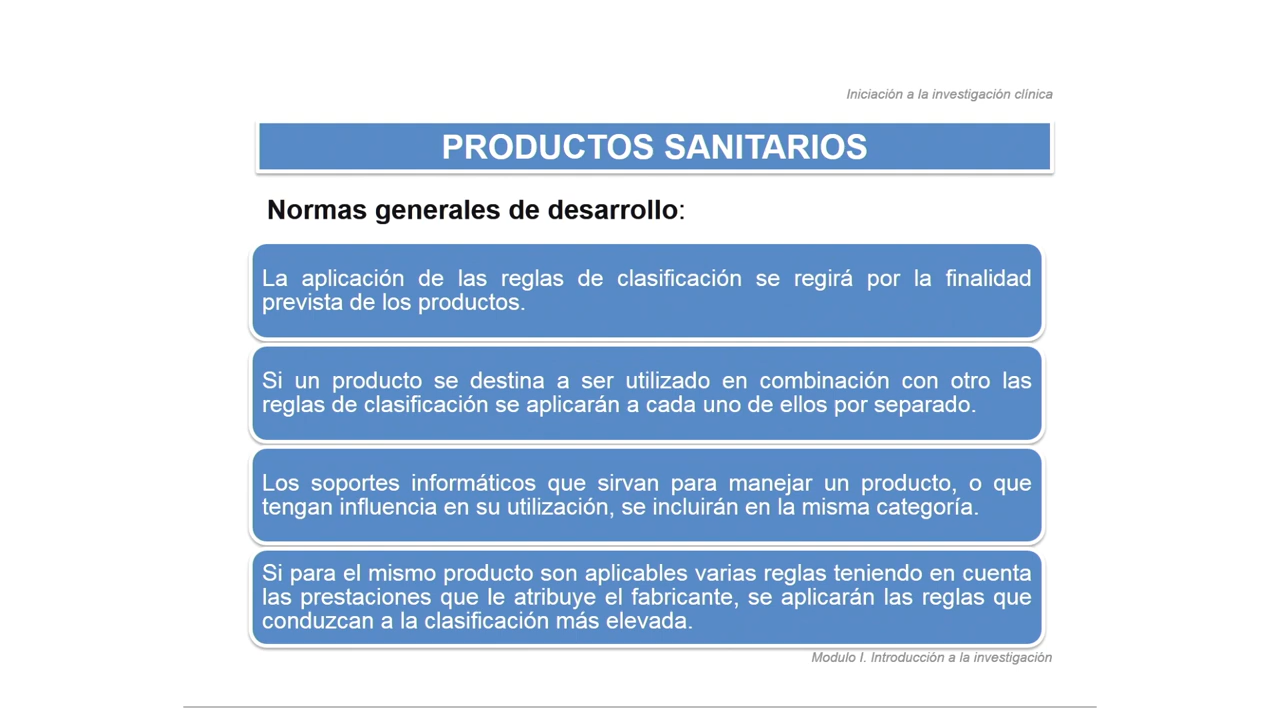 Iniciación a la investigación clínica
PRODUCTOS SANITARIOS
Normas generales de desarrollo:
La aplicación de las reglas de clasificación se regirá por la finalidad
prevista de los productos.
Si un producto se destina a ser utilizado en combinación con otro las
reglas de clasificación se aplicarán a cada uno de ellos por separado.
Los soportes informáticos que sirvan para manejar un producto, o que
tengan influencia en su utilización, se incluirán en la misma categoría.
Si para el mismo producto son aplicables varias reglas teniendo en cuenta
las prestaciones que le atribuye el fabricante, se aplicarán las reglas que
conduzcan a la clasificación más elevada.
Modulo I. Introducción a la investigación